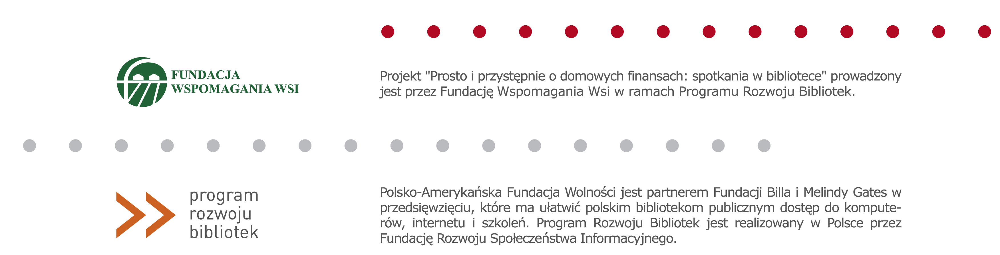 FUNDACJA
WSPOMAGANIA WSI
Projekt "Prosto i przystępnie o domowych finansach: spotkania w bibliotece" prowadzony
jest przez Fundację Wspomagania Wsi w ramach Programu Rozwoju Bibliotek.
program
rozwoju
bibliotek
Polsko-Amerykańska Fundacja Wolności jest partnerem Fundacji Billa i Melindy Gates w
przedsięwzięciu, które ma ułatwić polskim bibliotekom publicznym dostęp do kompute-
rów, internetu i szkoleń. Program Rozwoju Bibliotek jest realizowany w Polsce przez
Fundację Rozwoju Społeczeństwa Informacyjnego.